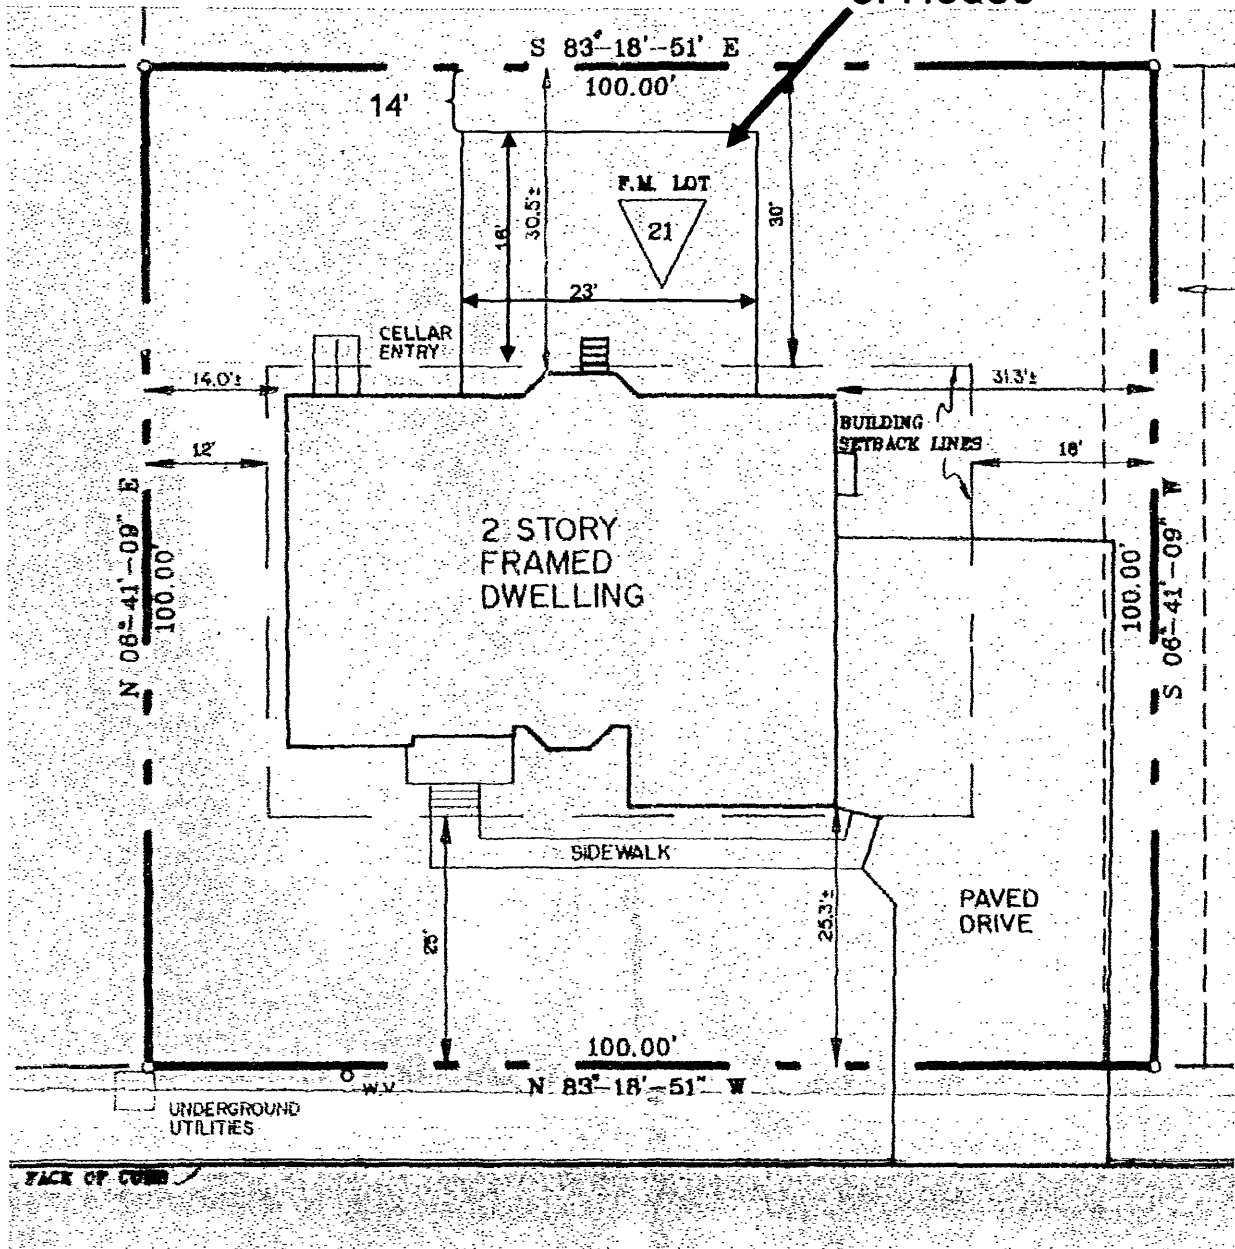 S 83°-18'-51' E
100.00'
14'
16'
30.5'±
F.M. LOT
21
30'
23'
CELLAR
ENTRY
14.0'±
31.3'±
12'
BUILDING
SETBACK LINES
18'
2 STORY
FRAMED
DWELLING
N 06°-41'-09" E
100.00'
100.00'
S 06°-41'-09" W
SIDEWALK
25'
25.3'±
PAVED
DRIVE
100.00'
N 83°-18'-51" W
W.V
UNDERGROUND
UTILITIES
FACE OF CURB